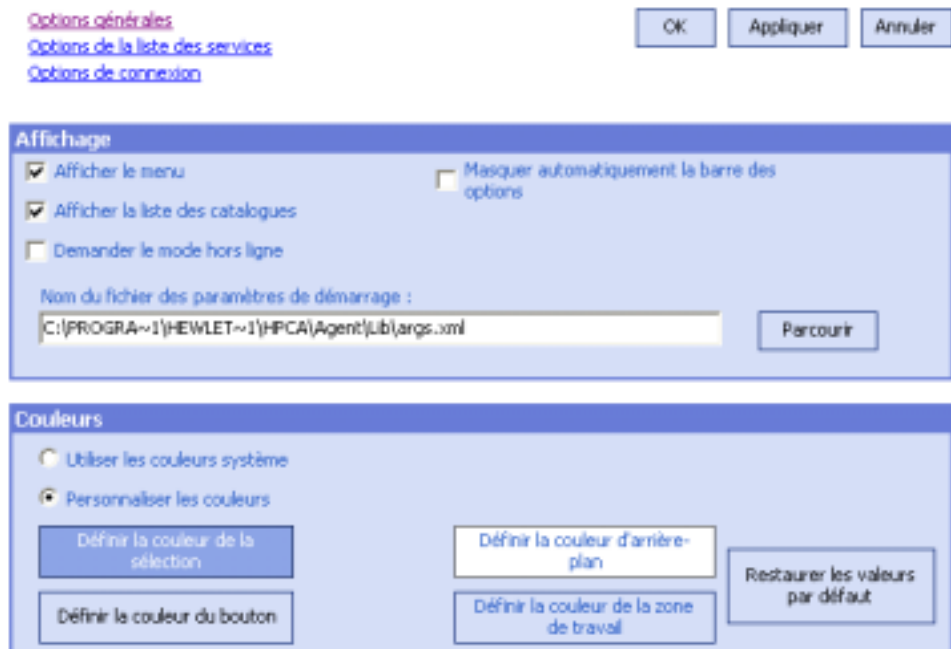 Options générales
Options de la liste des services
Options de connexion
OK
Appliquer
Annuler
Affichage
Afficher le menu
Masquer automatiquement la barre des
options
Afficher la liste des catalogues
Demander le mode hors ligne
Nom du fichier des paramètres de démarrage :
C:\PROGRA~1\HEWLET~1\HPCA\Agent\Lib\args.xml
Parcourir
Couleurs
Utiliser les couleurs système
Personnaliser les couleurs
Définir la couleur de la
sélection
Définir la couleur d'arrière-
plan
Restaurer les valeurs
par défaut
Définir la couleur du bouton
Définir la couleur de la zone
de travail